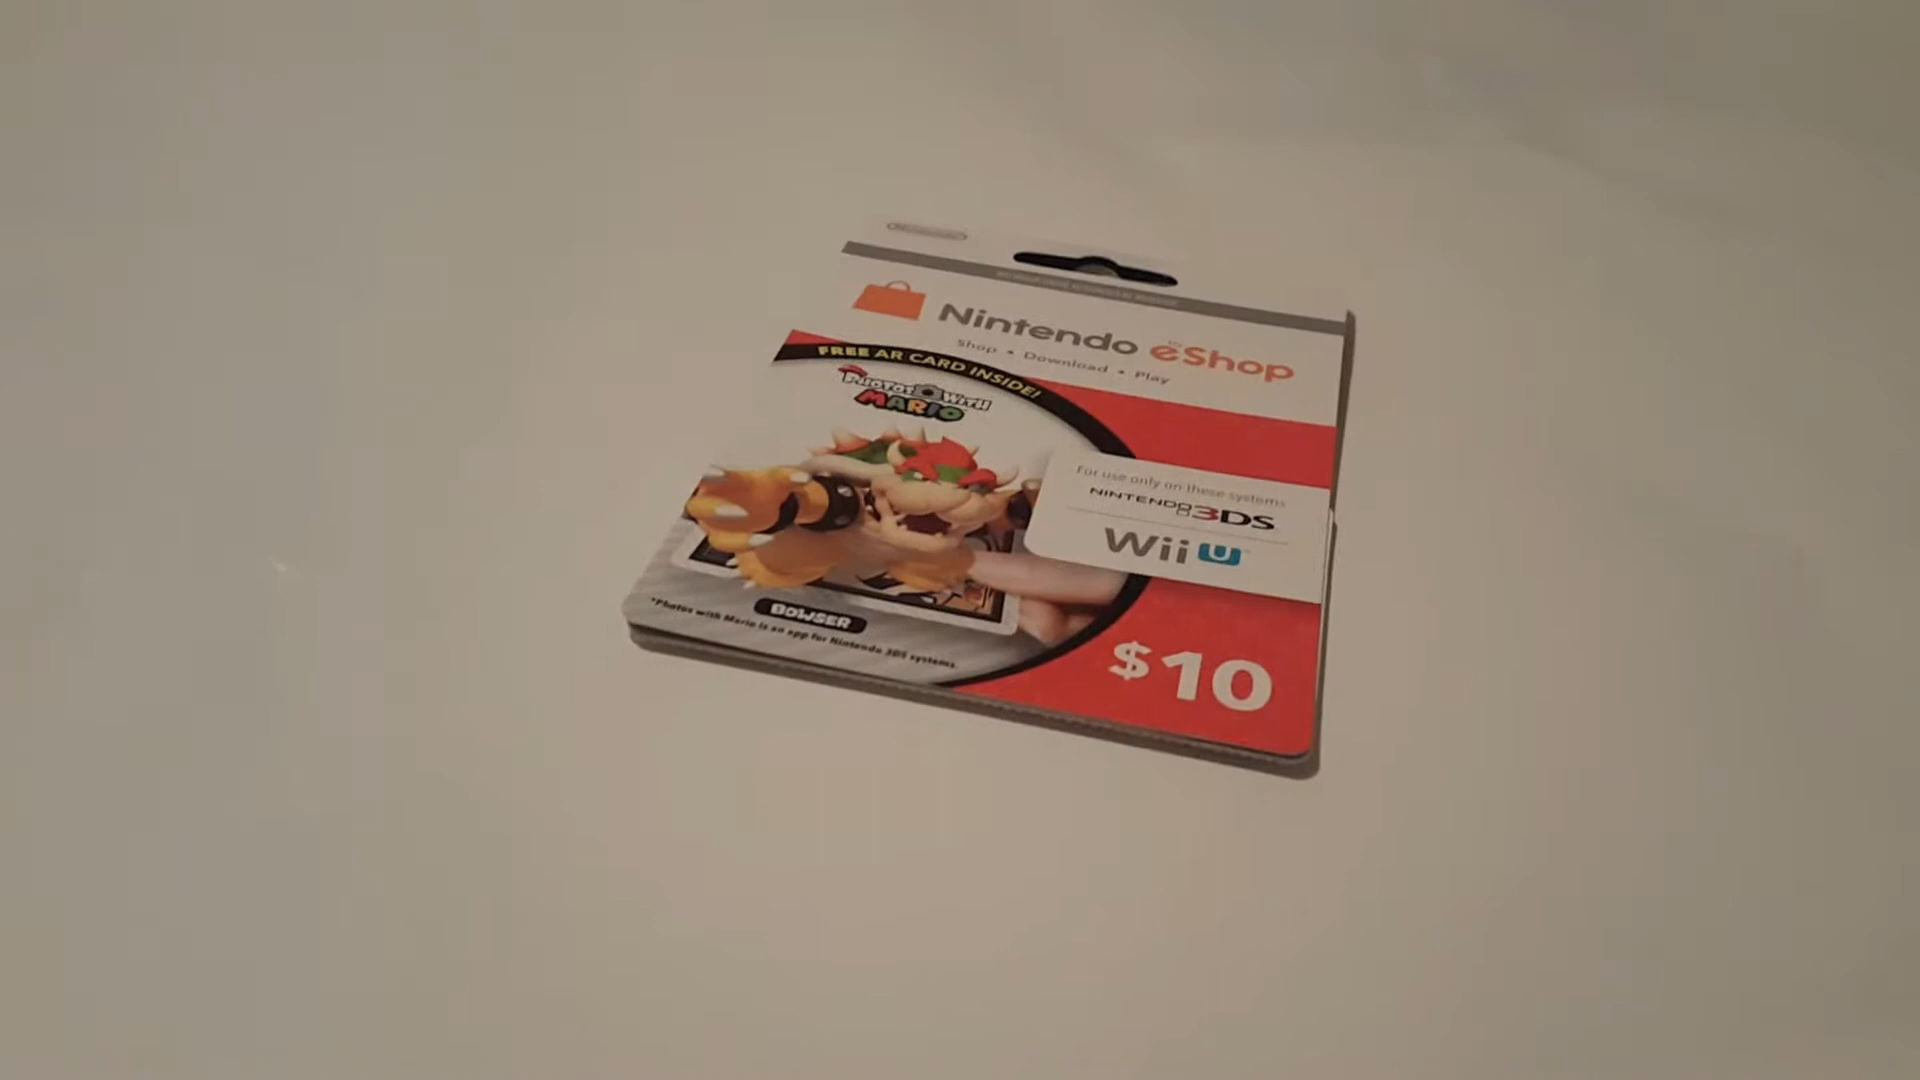 Nintendo
Nintendo eShop
Shop • Download • Play
FREE AR CARD INSIDE!
PHOTOS WITH
MARIO
For use only on these systems
NINTENDO 3DS
Wii U
BOWSER
*Photos with Mario is an app for Nintendo 3DS systems.
$10